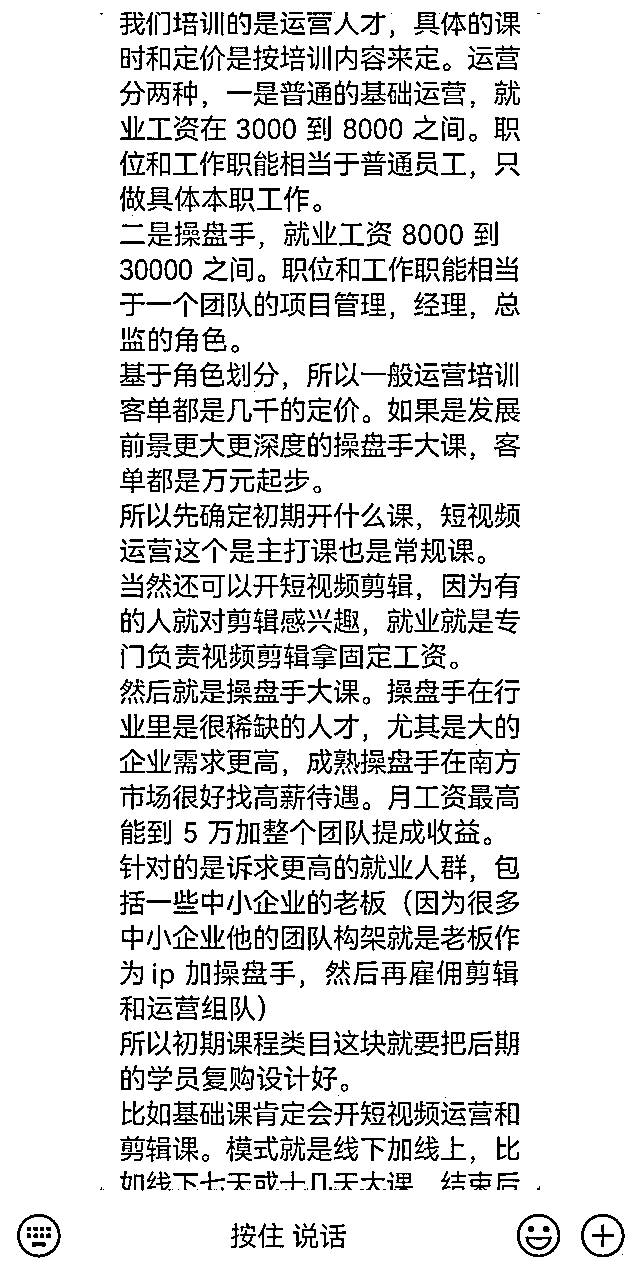 我们培训的是运营人才，具体的课
时和定价是按培训内容来定。运营
分两种，一是普通的基础运营，就
业工资在 3000 到 8000 之间。职
位和工作职能相当于普通员工，只
做具体本职工作。
二是操盘手，就业工资 8000 到
30000 之间。职位和工作职能相当
于一个团队的项目管理，经理，总
监的角色。
基于角色划分，所以一般运营培训
客单都是几千的定价。如果是发展
前景更大更深度的操盘手大课，客
单都是万元起步。
所以先确定初期开什么课，短视频
运营这个是主打课也是常规课。
当然还可以开短视频剪辑，因为有
的人就对剪辑感兴趣，就业就是专
门负责视频剪辑拿固定工资。
然后就是操盘手大课。操盘手在行
业里是很稀缺的人才，尤其是大的
企业需求更高，成熟操盘手在南方
市场很好找高薪待遇。月工资最高
能到 5 万加整个团队提成收益。
针对的是诉求更高的就业人群，包
括一些中小企业的老板（因为很多
中小企业他的团队构架就是老板作
为 ip 加操盘手，然后再雇佣剪辑
和运营组队）
所以初期课程类目这块就要把后期
的学员复购设计好。
比如基础课肯定会开短视频运营和
剪辑课。模式就是线下加线上，比
如线下七天或十几天大课，结束后
按住 说话